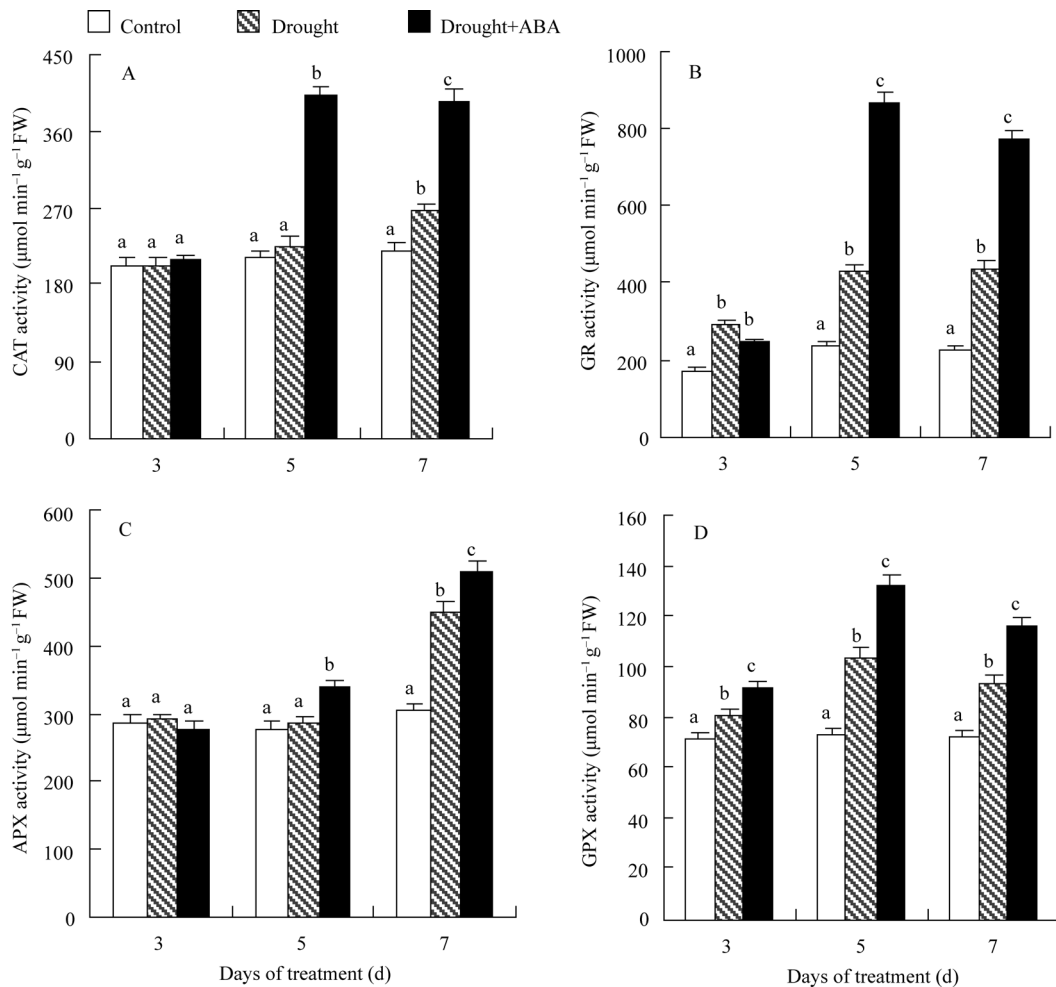 Control Drought Drought+ABA
A
CAT activity (μmol min⁻¹ g⁻¹ FW)
450
360
270
180
90
0
a a a a a b a b c
3 5 7
B
GR activity (μmol min⁻¹ g⁻¹ FW)
1000
800
600
400
200
0
a b b a b c a b c
3 5 7
C
APX activity (μmol min⁻¹ g⁻¹ FW)
600
500
400
300
200
100
0
a a a a a b a b c
3 5 7
Days of treatment (d)
D
GPX activity (μmol min⁻¹ g⁻¹ FW)
160
140
120
100
80
60
40
20
0
a b c a b c a b c
3 5 7
Days of treatment (d)